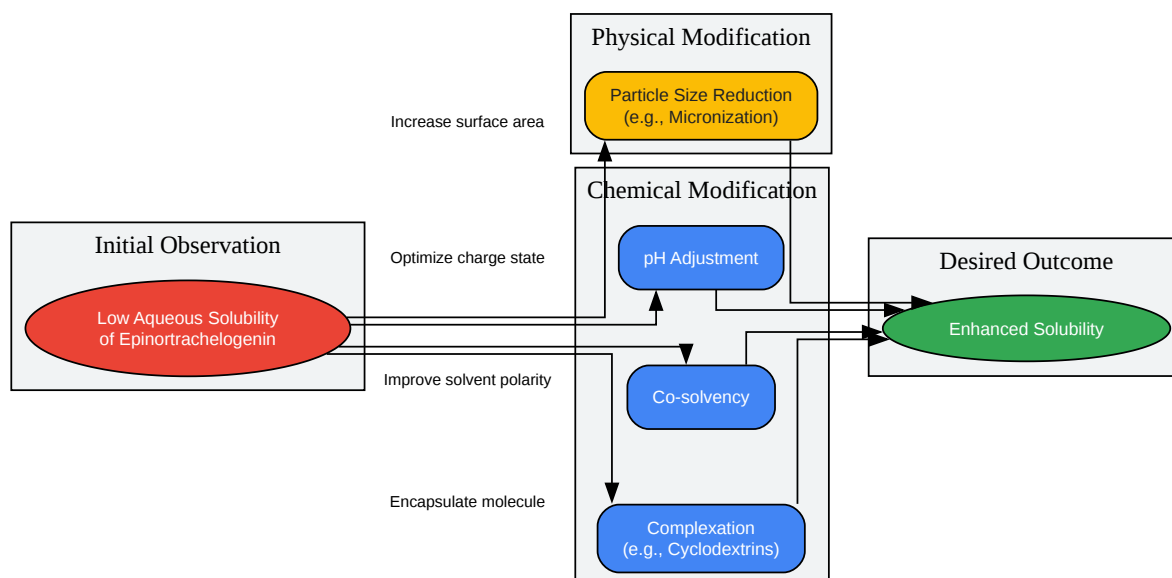 Physical Modification
Particle Size Reduction
(e.g., Micronization)
Increase surface area
Chemical Modification
Initial Observation
Optimize charge state
pH Adjustment
Desired Outcome
Low Aqueous Solubility
of Epinortrachelogenin
Enhanced Solubility
Improve solvent polarity
Co-solvency
Encapsulate molecule
Complexation
(e.g., Cyclodextrins)